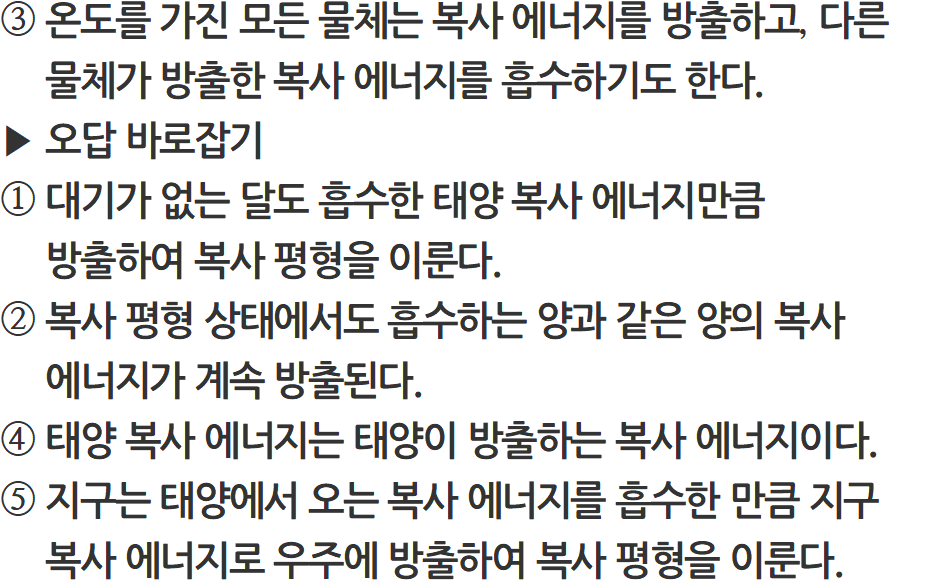 ③ 온도를 가진 모든 물체는 복사 에너지를 방출하고, 다른
물체가 방출한 복사 에너지를 흡수하기도 한다.
▶ 오답 바로잡기
① 대기가 없는 달도 흡수한 태양 복사 에너지만큼
방출하여 복사 평형을 이룬다.
② 복사 평형 상태에서도 흡수하는 양과 같은 양의 복사
에너지가 계속 방출된다.
④ 태양 복사 에너지는 태양이 방출하는 복사 에너지이다.
⑤ 지구는 태양에서 오는 복사 에너지를 흡수한 만큼 지구
복사 에너지로 우주에 방출하여 복사 평형을 이룬다.